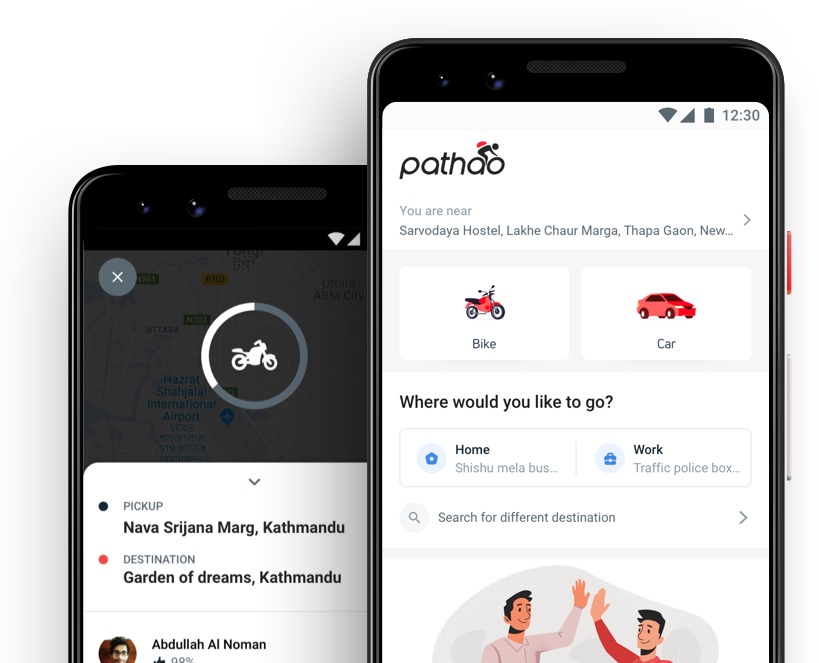 12:30
pathao
You are near
Sarvodaya Hostel, Lakhe Chaur Marga, Thapa Gaon, New...
Bike
Car
Where would you like to go?
Home
Shishu mela bus...
Work
Traffic police box...
Search for different destination
টঙ্গী
R501
R303
Uttara
ABM City
N302
UTTARA
Hazrat
Shahjalal
International
Airport
PICKUP
Nava Srijana Marg, Kathmandu
DESTINATION
Garden of dreams, Kathmandu
Abdullah Al Noman
98%